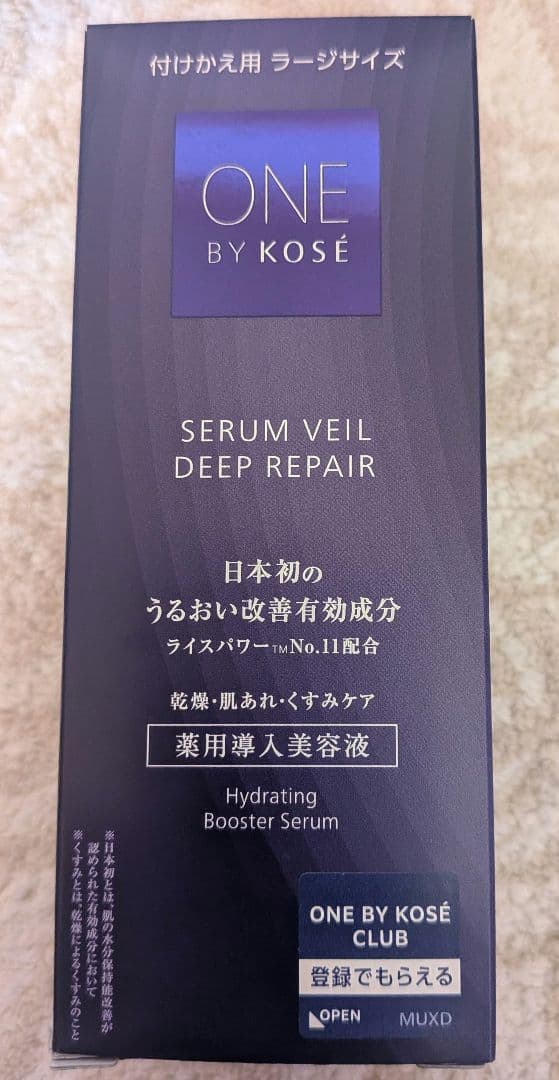 付けかえ用 ラージサイズ
ONE
BY KOSÉ
SERUM VEIL
DEEP REPAIR
日本初の
うるおい改善有効成分
ライスパワー™No.11配合
乾燥・肌あれ・くすみケア
薬用導入美容液
Hydrating
Booster Serum
※日本初とは、肌の水分保持能改善が
認められた有効成分において
※くすみとは、乾燥によるくすみのこと
ONE BY KOSÉ
CLUB
登録でもらえる
OPEN MUXD